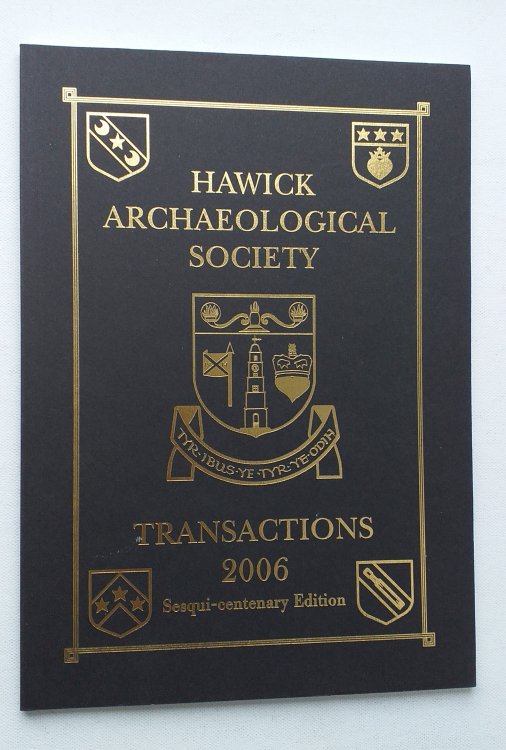 HAWICK
ARCHAEOLOGICAL
SOCIETY
TYR·IBUS·YE·TYR·YE·ODIN
TRANSACTIONS
2006
Sesqui-centenary Edition